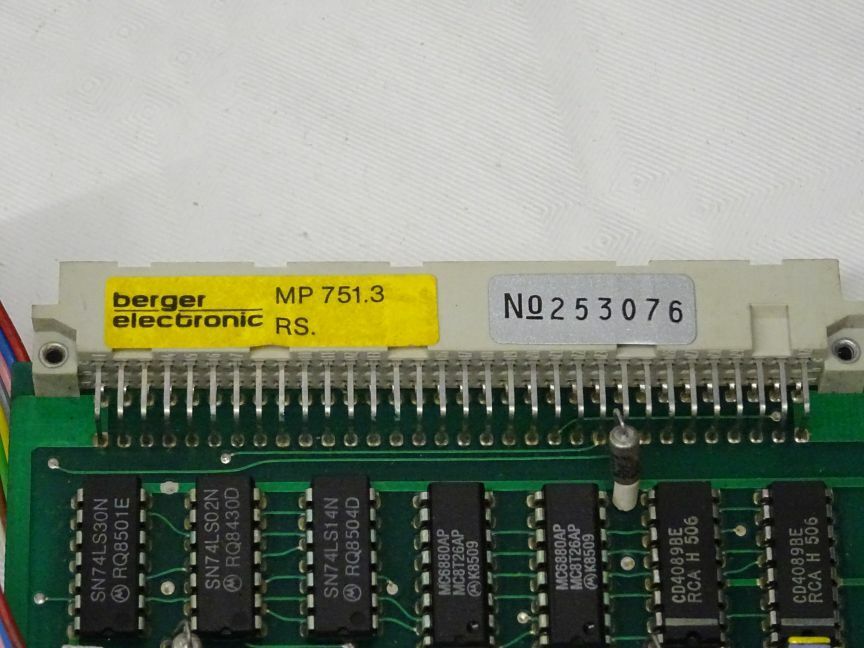 berger
electronic
MP 751.3
RS.
Nº253076
SN74LS30N
RQ8501E
SN74LS02N
RQ8430D
SN74LS14N
RQ8504D
MC6880AP
MC8T26AP
K8509
MC6880AP
MC8T26AP
K8509
CD4089BE
RCA H 506
CD4089BE
RCA H 506